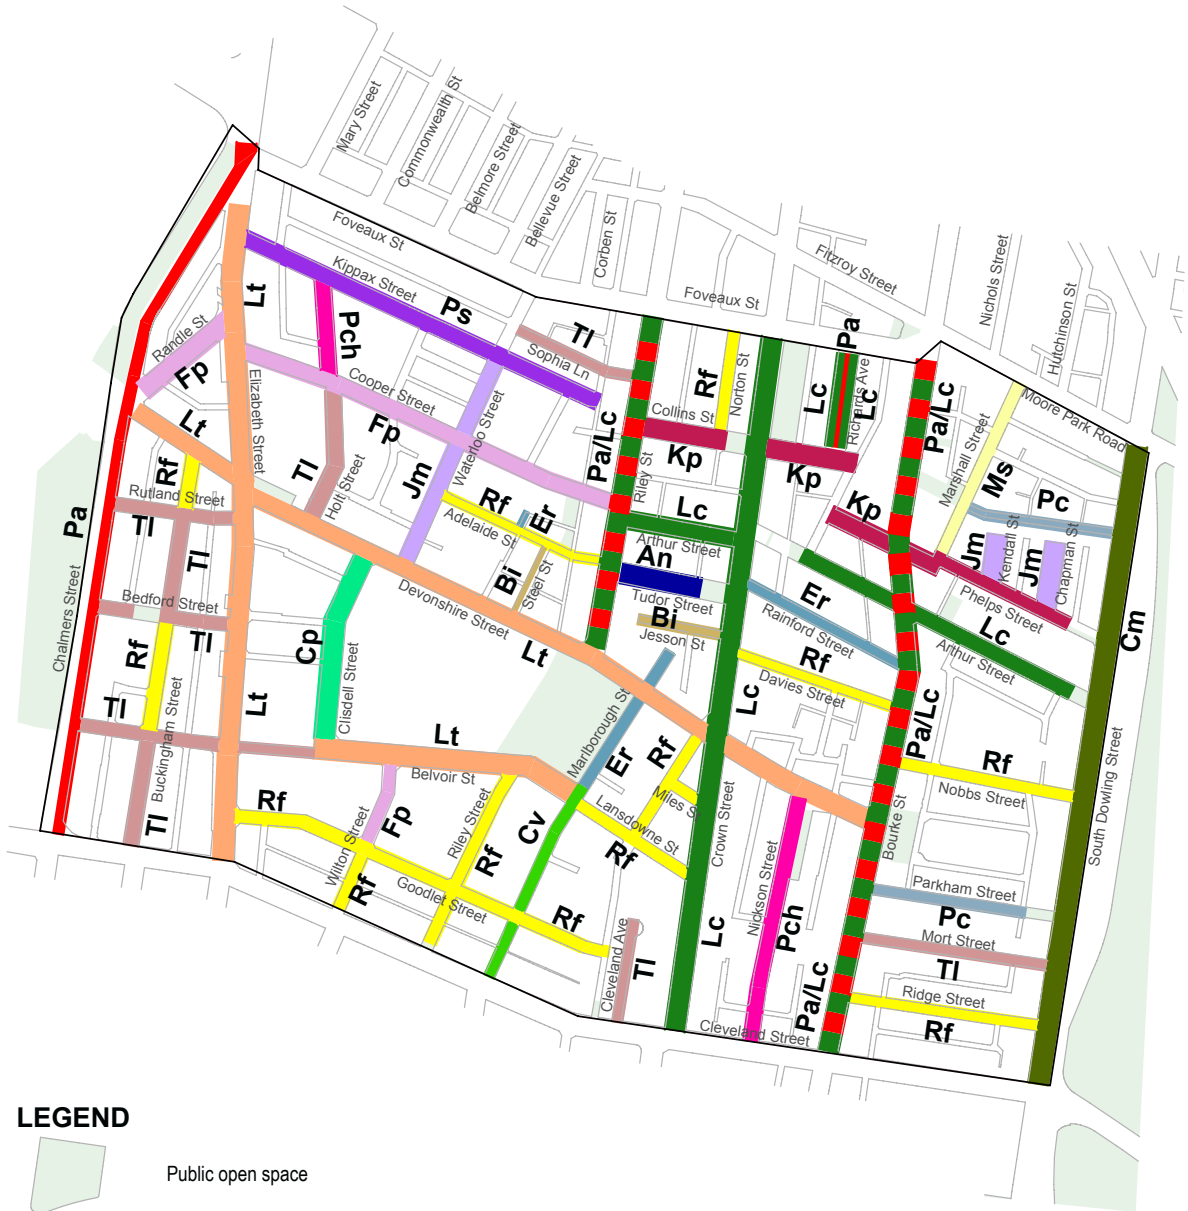 Mary Street
Commonwealth St
Belmore Street
Bellevue Street
Corben St
Foveaux St
Fitzroy Street
Nichols Street
Hutchinson St
Foveaux St
Kippax Street
Ps
Lt
Pch
Tl
Sophia Ln
Randle St
Fp
Cooper Street
Fp
Elizabeth Street
Lt
Rf
Norton St
Collins St
Kp
Pa
Lc
Lc
Richards Ave
Kp
Pa/Lc
Pa/Lc
Riley St
Moore Park Road
Marshall Street
Ms
Pc
Kp
Rf
Rutland Street
Tl
Tl
Pa
Tl
Holt Street
Jm
Waterloo Street
Rf
Er
Adelaide St
Bi
Steel St
Lc
Arthur Street
An
Tudor Street
Bi
Jesson St
Er
Rainford Street
Jm
Kendall St
Jm
Chapman St
Phelps Street
Lc
Arthur Street
Cm
Chalmers Street
Bedford Street
Tl
Rf
Cp
Clisdell Street
Devonshire Street
Lt
Rf
Davies Street
Lc
Pa/Lc
Tl
Buckingham Street
Lt
Lt
Belvoir St
Marlborough St
Er
Rf
Miles S
Lansdowne St
Rf
Rf
Nobbs Street
South Dowling Street
Tl
Rf
Wilton Street
Fp
Rf
Goodlet Street
Riley Street
Rf
Cv
Rf
Crown Street
Bourke St
Nickson Street
Pch
Lc
Parkham Street
Pc
Mort Street
Tl
Cleveland Ave
Tl
Pa/Lc
Ridge Street
Rf
Cleveland Street
LEGEND
Public open space